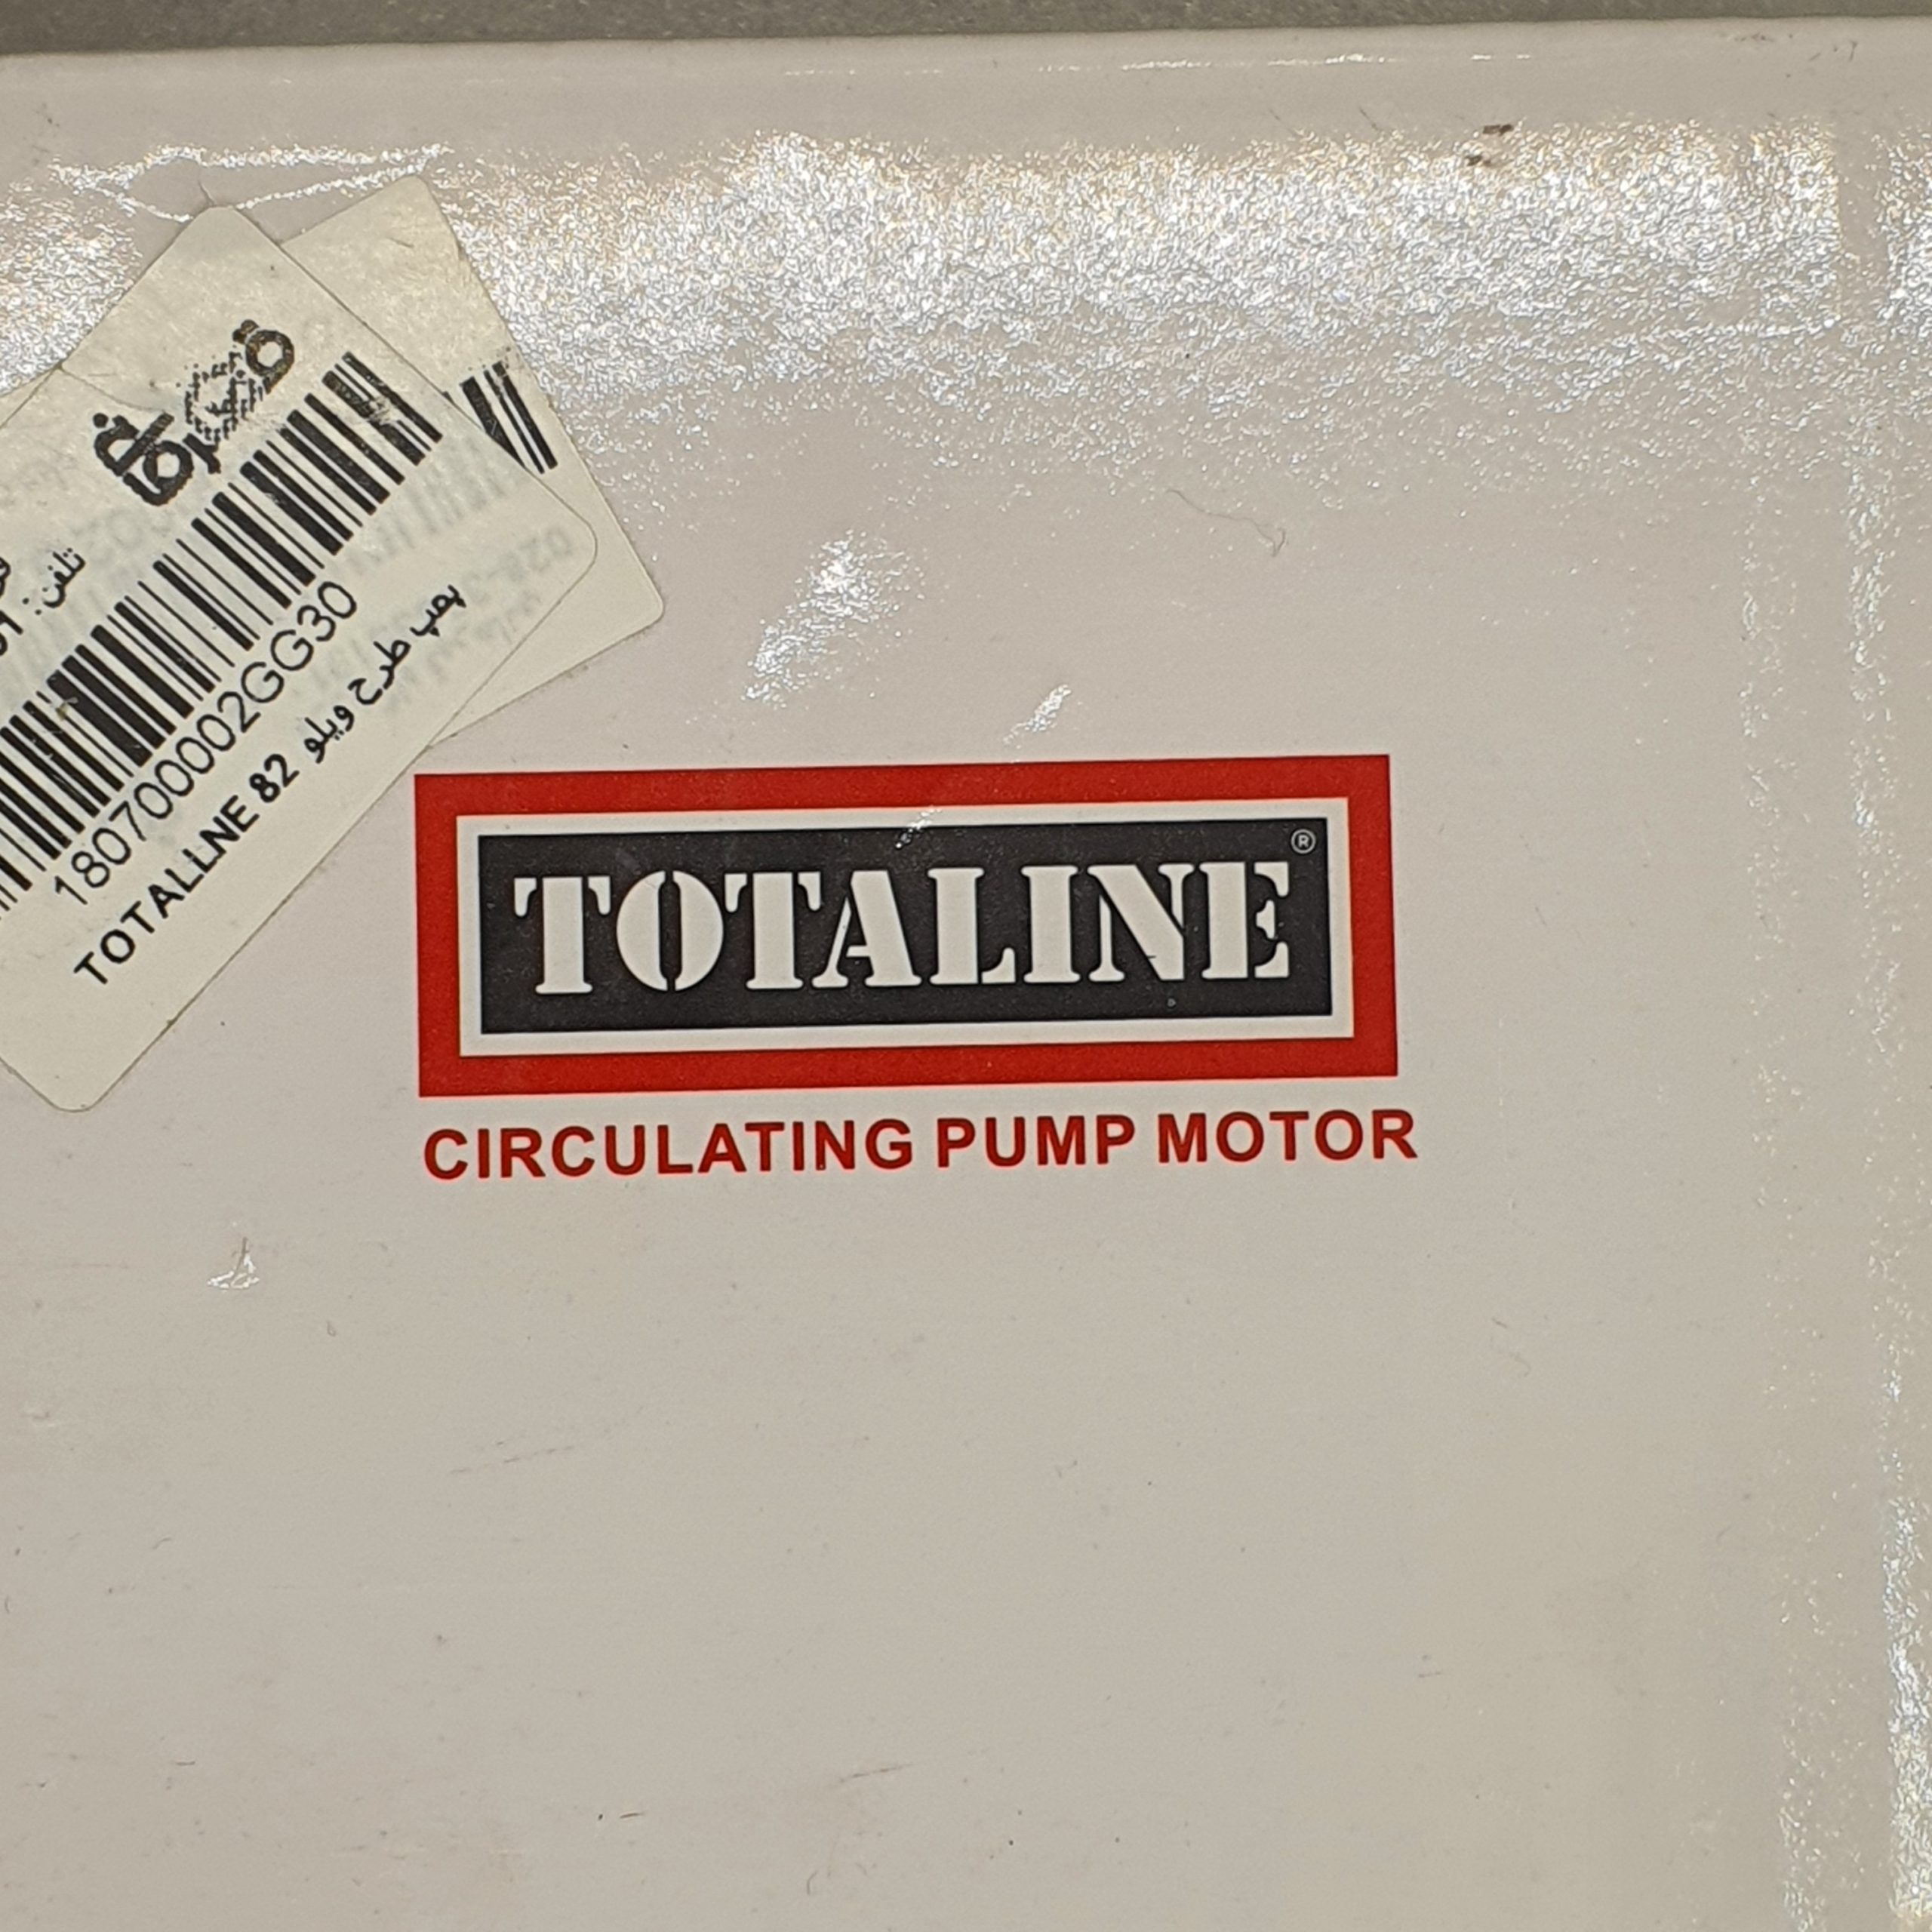 تلفن:
180700002GG30
پمپ طرح ویلو TOTALLNE 82
TOTALINE®
CIRCULATING PUMP MOTOR